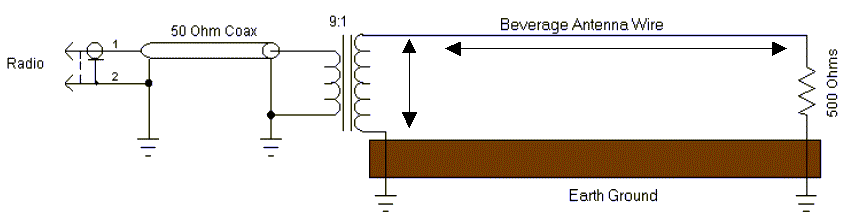 9:1
Beverage Antenna Wire
50 Ohm Coax
1
Radio
2
500 Ohms
Earth Ground